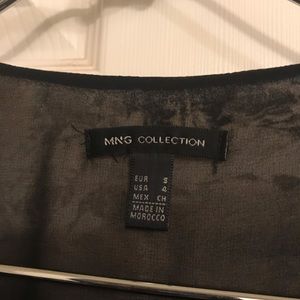 MNG COLLECTION
EUR S
USA 4
MEX CH
MADE IN
MOROCCO